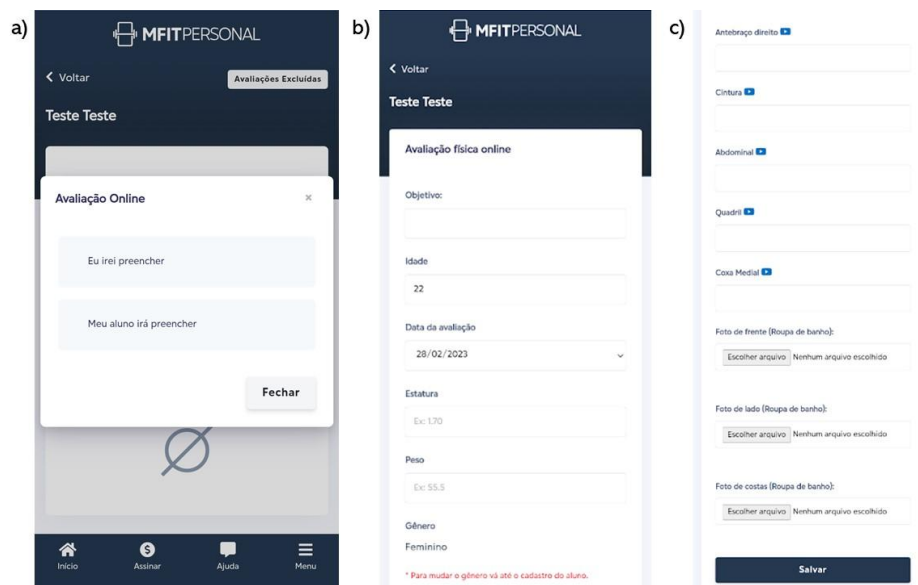 a)
MFITPERSONAL
Voltar
Avaliações Excluídas
Teste Teste
Avaliação Online
×
Eu irei preencher
Meu aluno irá preencher
Fechar
Início
Assinar
Ajuda
Menu
b)
MFITPERSONAL
Voltar
Teste Teste
Avaliação física online
Objetivo:
Idade
22
Data da avaliação
28/02/2023
Estatura
Ex: 1.70
Peso
Ex: 55.5
Gênero
Feminino
* Para mudar o gênero vá até o cadastro do aluno.
c)
Antebraço direito
Cintura
Abdominal
Quadril
Coxa Medial
Foto de frente (Roupa de banho):
Escolher arquivo Nenhum arquivo escolhido
Foto de lado (Roupa de banho):
Escolher arquivo Nenhum arquivo escolhido
Foto de costas (Roupa de banho):
Escolher arquivo Nenhum arquivo escolhido
Salvar